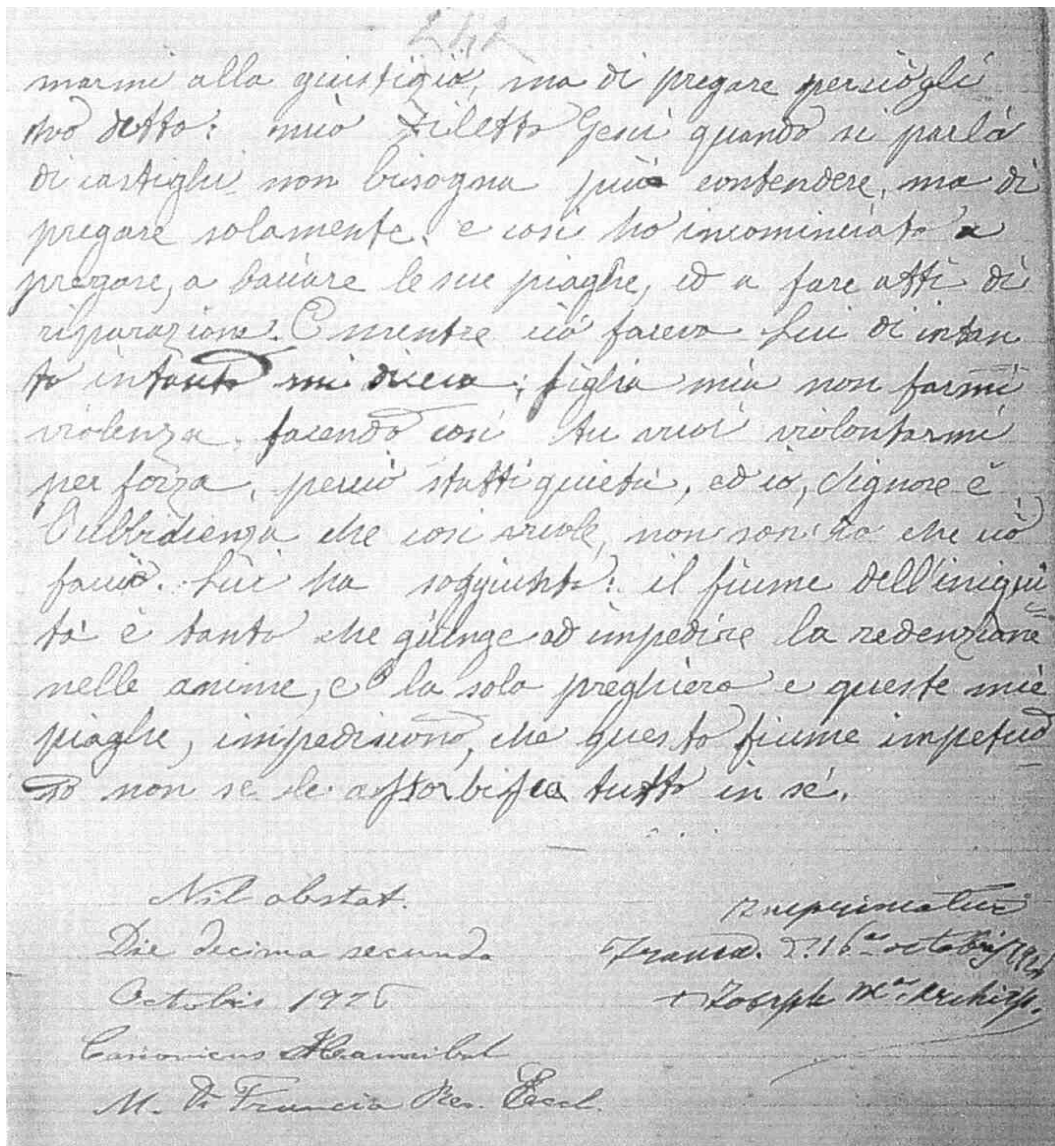 242
marmi alla giustizia, ma di pregare perciò gli
ho detto: mio Diletto Gesù quando si parla
di castighi non bisogna più contendere, ma di
pregare solamente. e così ho incominciato a
pregare, a baciare le sue piaghe, ed a fare atti di
riparazione. E mentre ciò faceva Lui di intan
to intanto mi diceva: figlia mia non farmi
violenza. facendo così tu vuoi violentarmi
per forza, perciò statti quieta, ed io, Signore è
l'ubbidienza che così vuole, non son io che ciò
faccio. Lui ha soggiunto: il fiume dell'iniqui
tà è tanto che giunge ad impedire la redenzione
nelle anime, e la sola preghiera e queste mie
piaghe, impediscono, che questo fiume impetuo
so non se le assorbisca tutto in sé.
Nil obstat.
Die decima secunda
Octobris 1926
Canonicus Hannibal
M. Di Francia Rev. Eccl.
Imprimatur
Trani. d. 16 octobris 1926
+ Joseph M. Archiep.